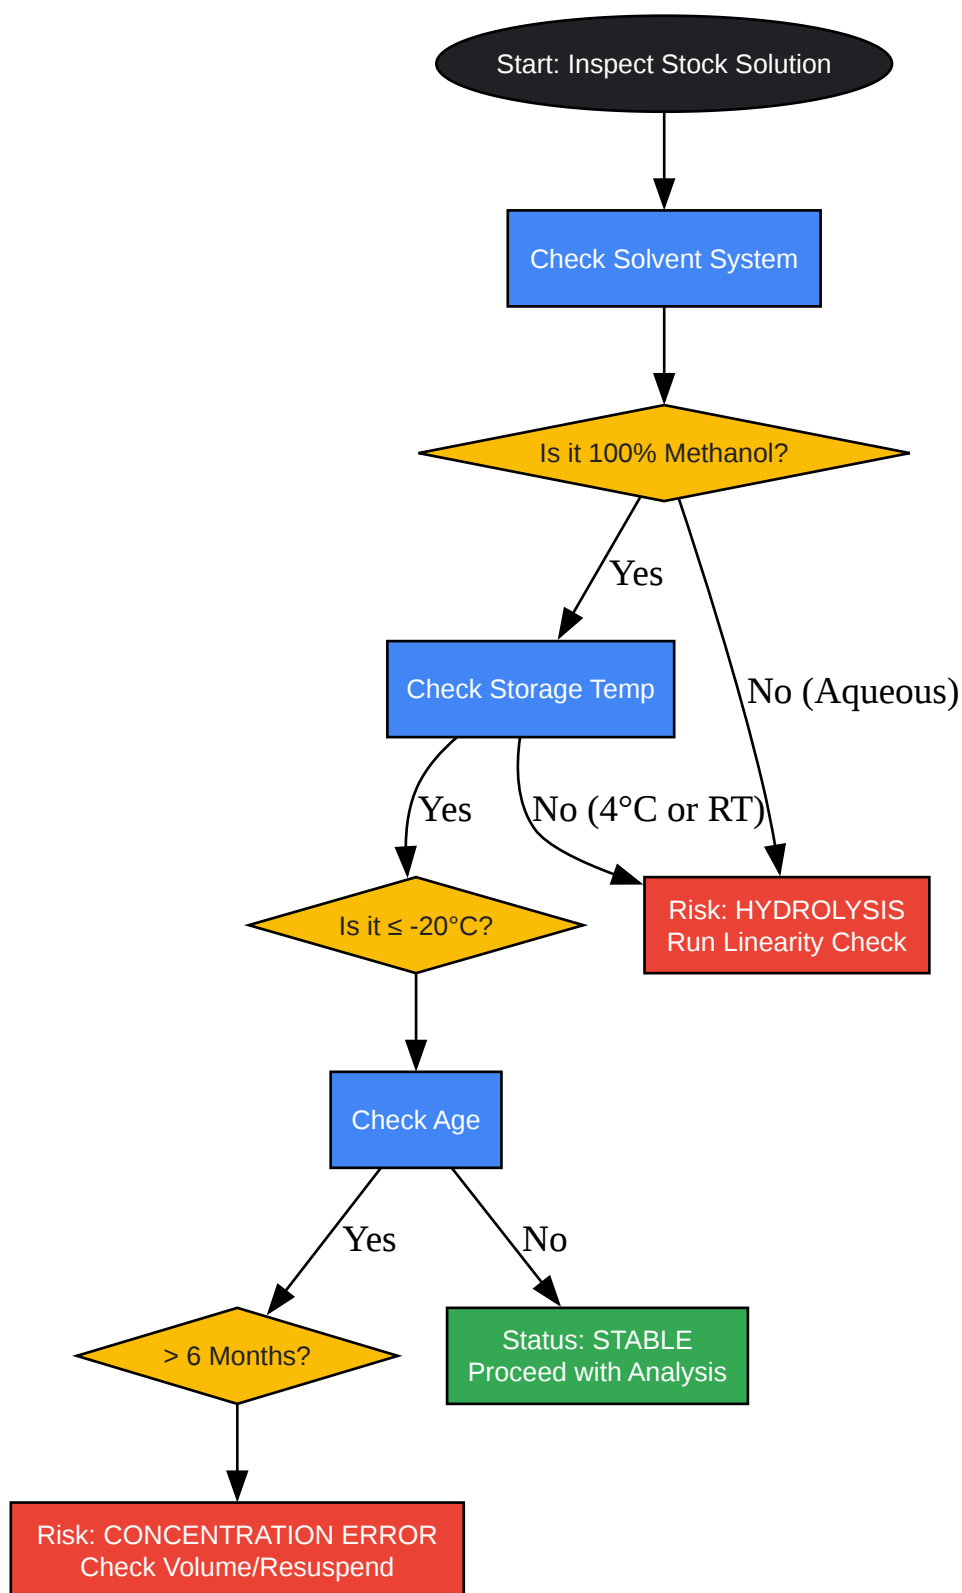 Start: Inspect Stock Solution
Check Solvent System
Is it 100% Methanol?
Yes
Check Storage Temp
No (Aqueous)
Yes
No (4°C or RT)
Is it ≤ -20°C?
Risk: HYDROLYSIS
Run Linearity Check
Check Age
Yes
No
> 6 Months?
Status: STABLE
Proceed with Analysis
Risk: CONCENTRATION ERROR
Check Volume/Resuspend